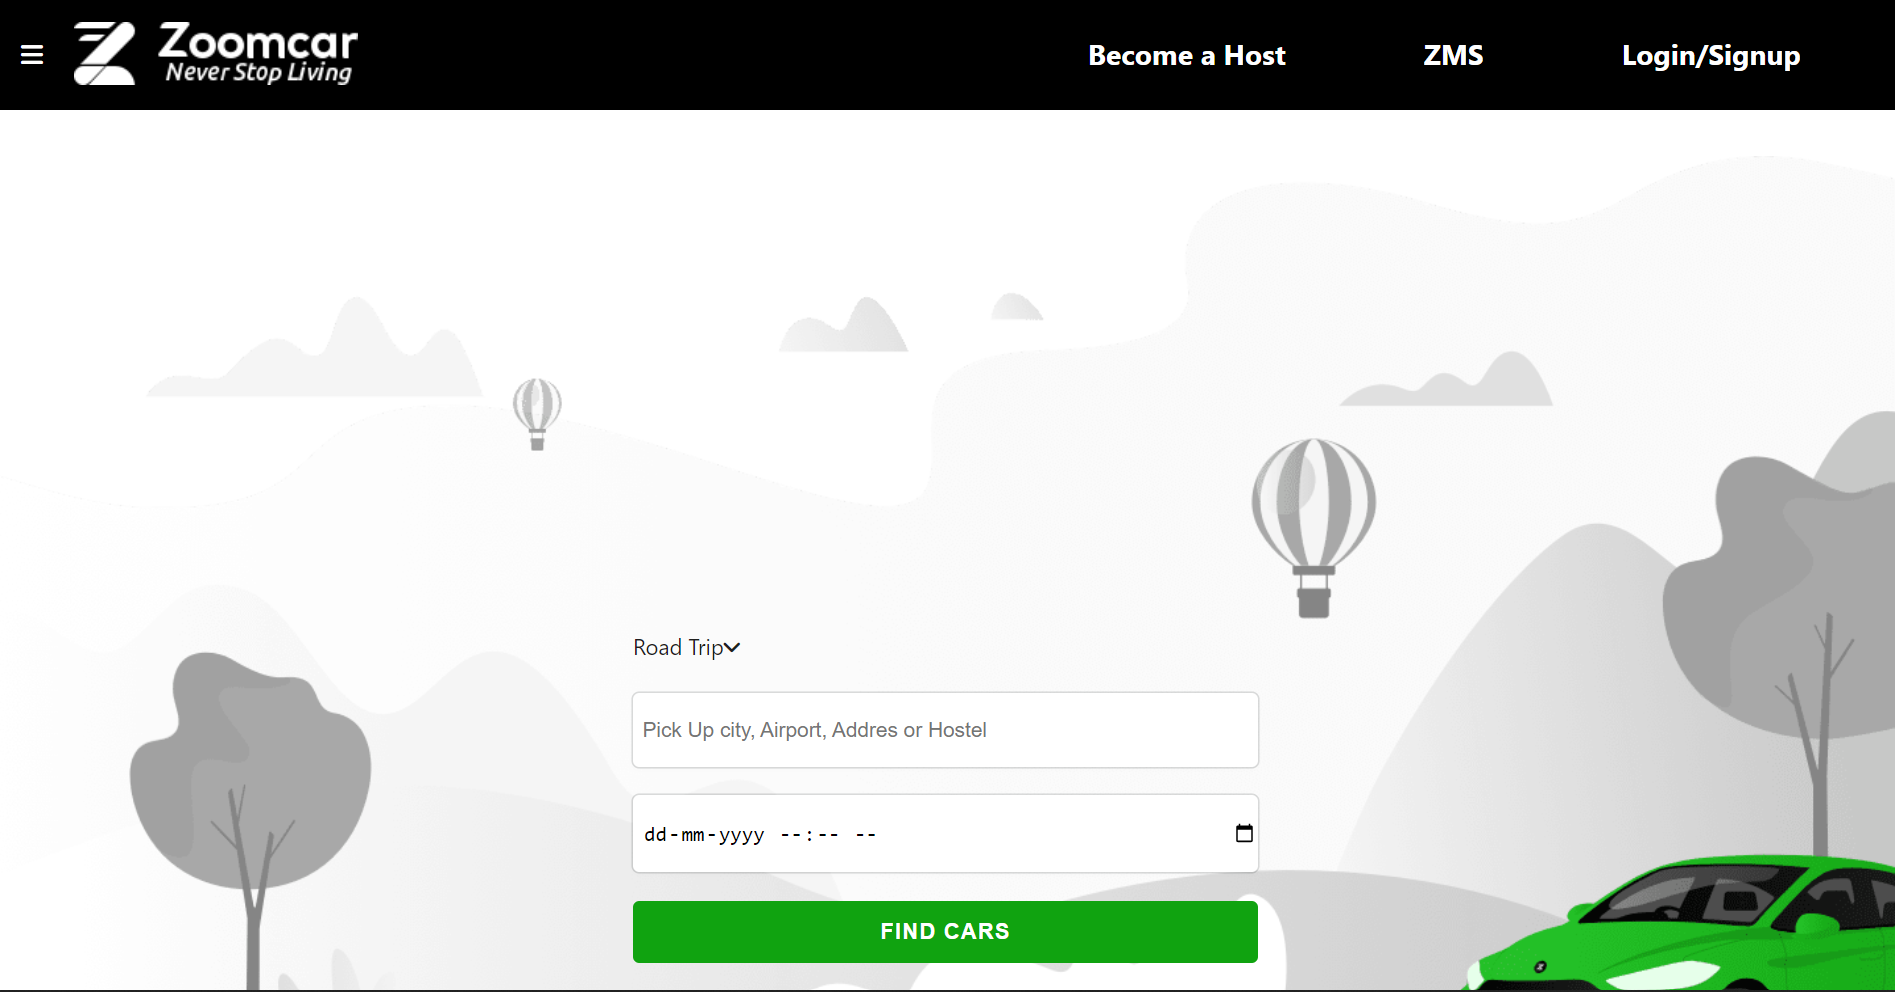 Zoomcar
Never Stop Living
Become a Host
ZMS
Login/Signup
Road Trip
Pick Up city, Airport, Addres or Hostel
dd-mm-yyyy --:-- --
FIND CARS